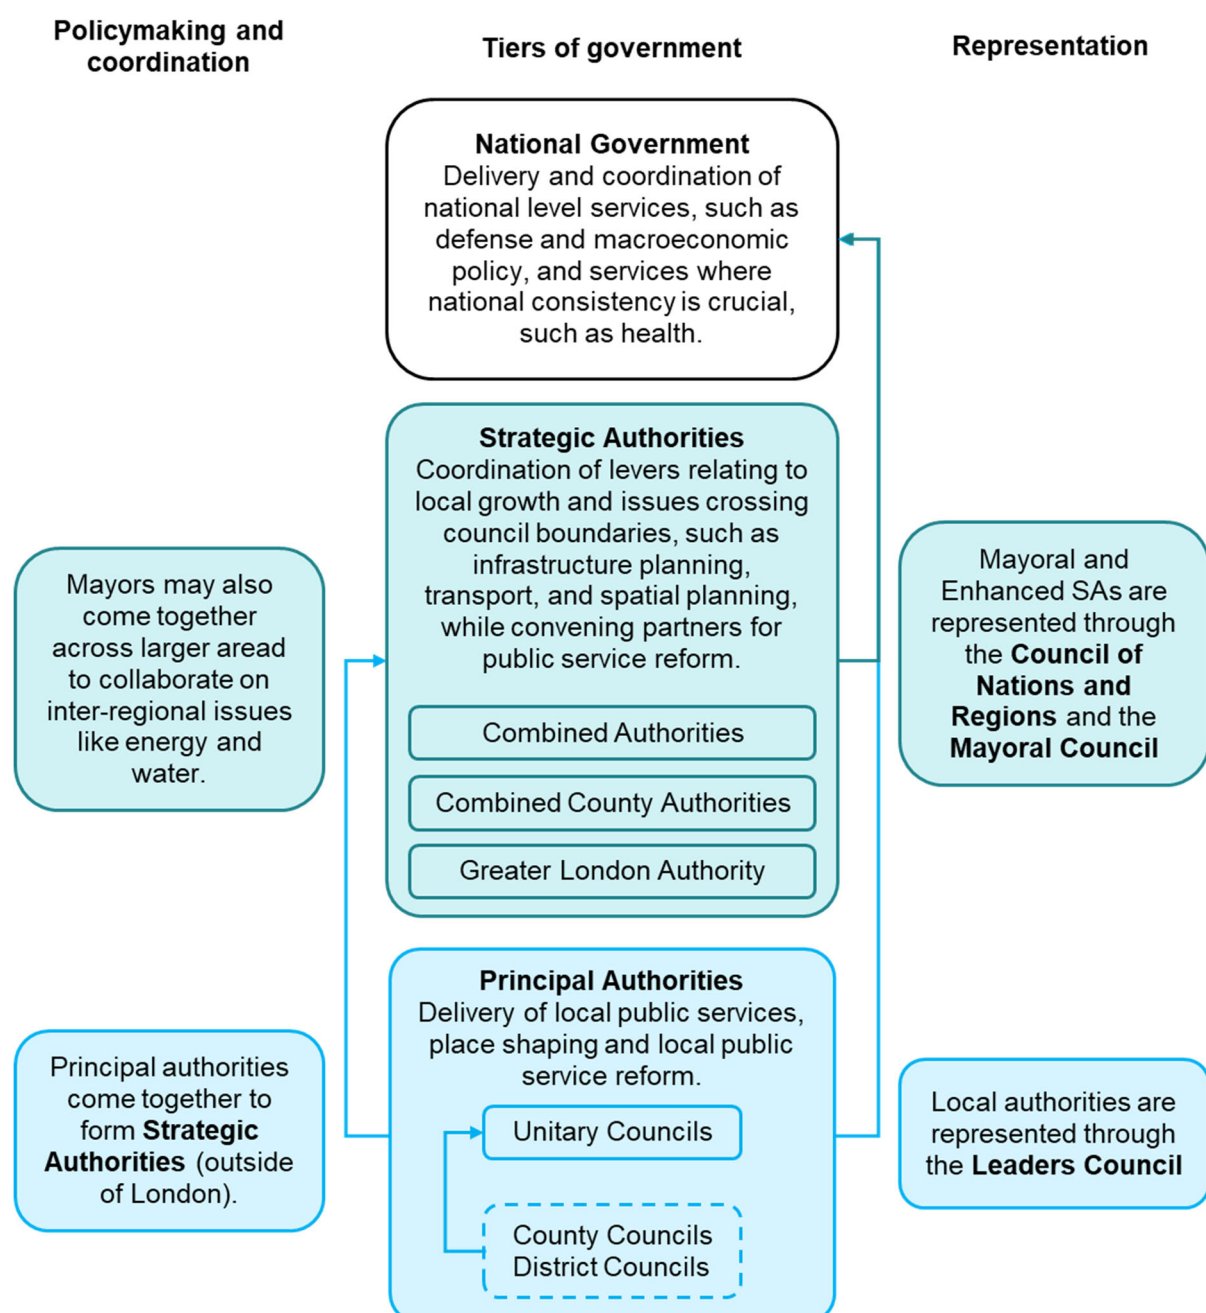 Policymaking and
coordination
Tiers of government
Representation
National Government
Delivery and coordination of
national level services, such as
defense and macroeconomic
policy, and services where
national consistency is crucial,
such as health.
Strategic Authorities
Coordination of levers relating to
local growth and issues crossing
council boundaries, such as
infrastructure planning,
transport, and spatial planning,
while convening partners for
public service reform.
Combined Authorities
Combined County Authorities
Greater London Authority
Mayors may also
come together
across larger aread
to collaborate on
inter-regional issues
like energy and
water.
Mayoral and
Enhanced SAs are
represented through
the Council of
Nations and
Regions and the
Mayoral Council
Principal Authorities
Delivery of local public services,
place shaping and local public
service reform.
Unitary Councils
County Councils
District Councils
Principal authorities
come together to
form Strategic
Authorities (outside
of London).
Local authorities are
represented through
the Leaders Council